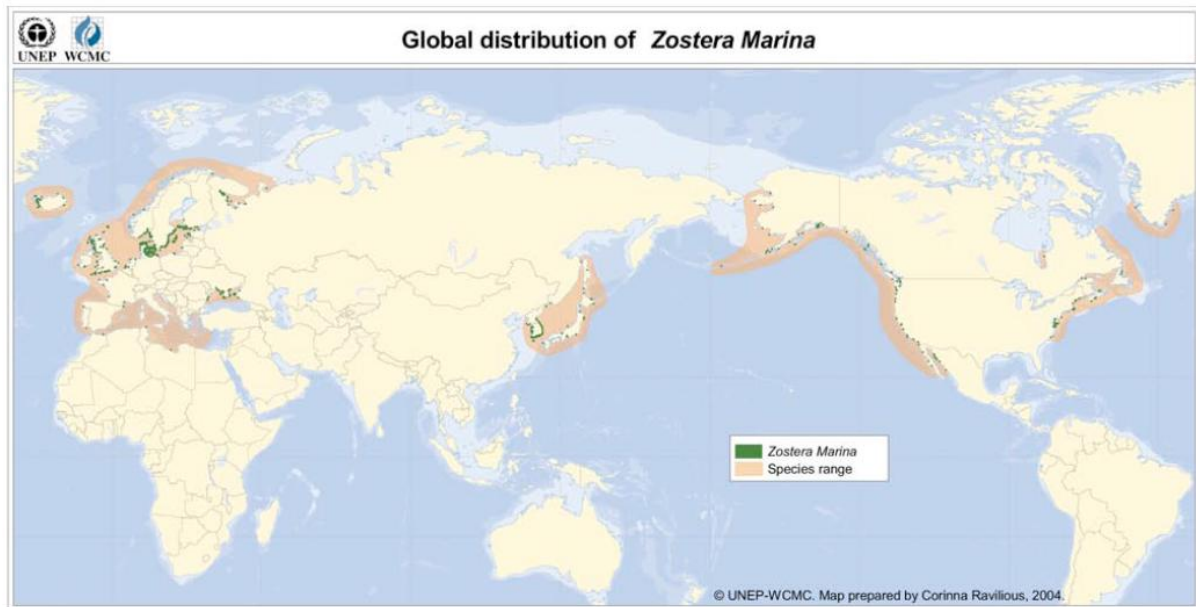 UNEP WCMC
Global distribution of Zostera Marina
Zostera Marina
Species range
© UNEP-WCMC. Map prepared by Corinna Ravilious, 2004.